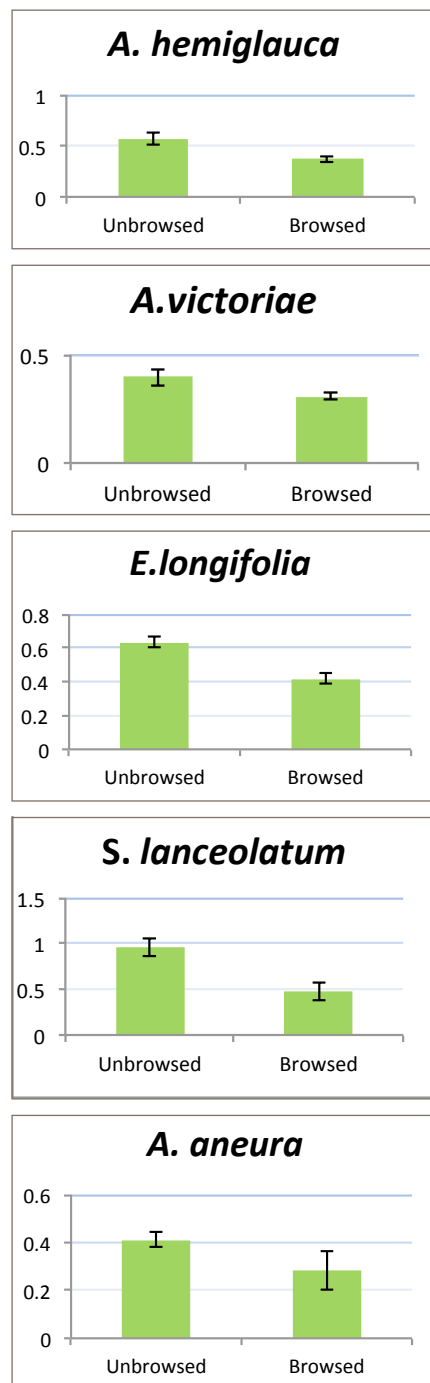 A. hemiglauca
1
0.5
0
Unbrowsed Browsed
A.victoriae
0.5
0
Unbrowsed Browsed
E.longifolia
0.8
0.6
0.4
0.2
0
Unbrowsed Browsed
S. lanceolatum
1.5
1
0.5
0
Unbrowsed Browsed
A. aneura
0.6
0.4
0.2
0
Unbrowsed Browsed